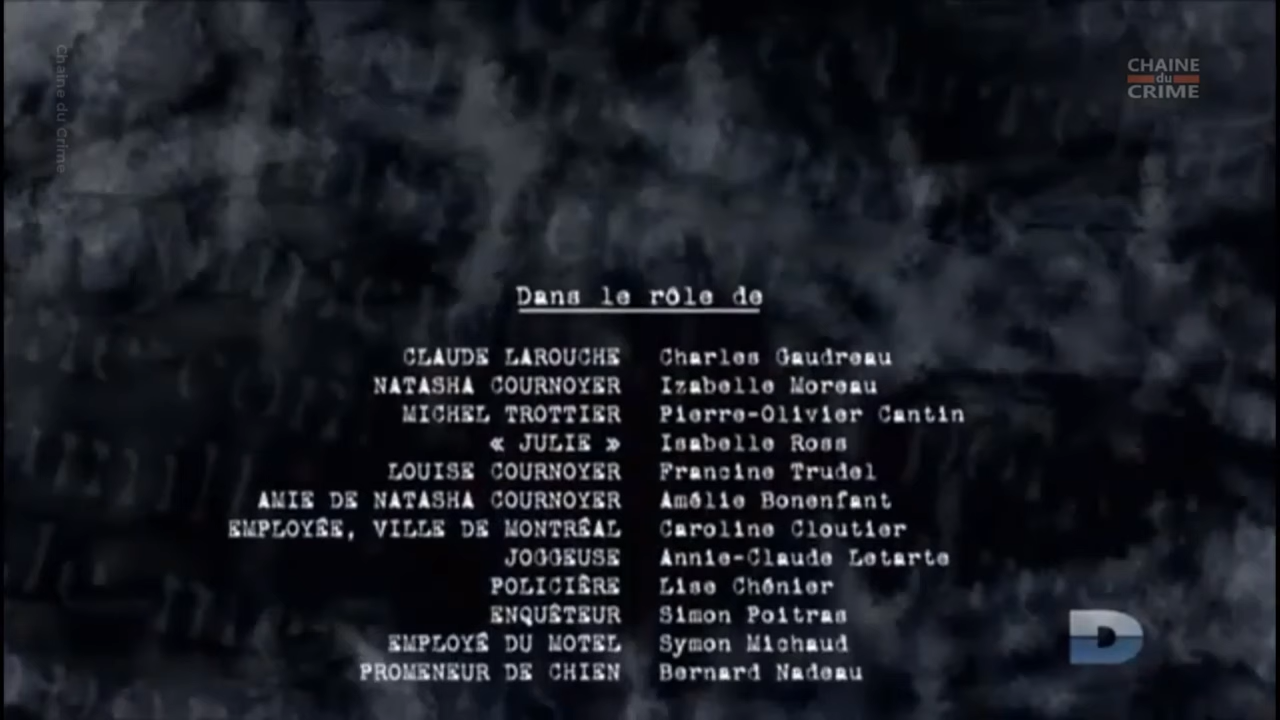 Chaine du Crime
CHAINE
du
CRIME
Dans le rôle de
CLAUDE LAROUCHE Charles Gaudreau
NATASHA COURNOYER Izabelle Moreau
MICHEL TROTTIER Pierre-Olivier Cantin
« JULIE » Isabelle Ross
LOUISE COURNOYER Francine Trudel
AMIE DE NATASHA COURNOYER Amélie Bonenfant
EMPLOYÉE, VILLE DE MONTRÉAL Caroline Cloutier
JOGGEUSE Annie-Claude Letarte
POLICIÈRE Lise Chénier
ENQUÊTEUR Simon Poitras
EMPLOYÉ DU MOTEL Symon Michaud
PROMENEUR DE CHIEN Bernard Nadeau
D